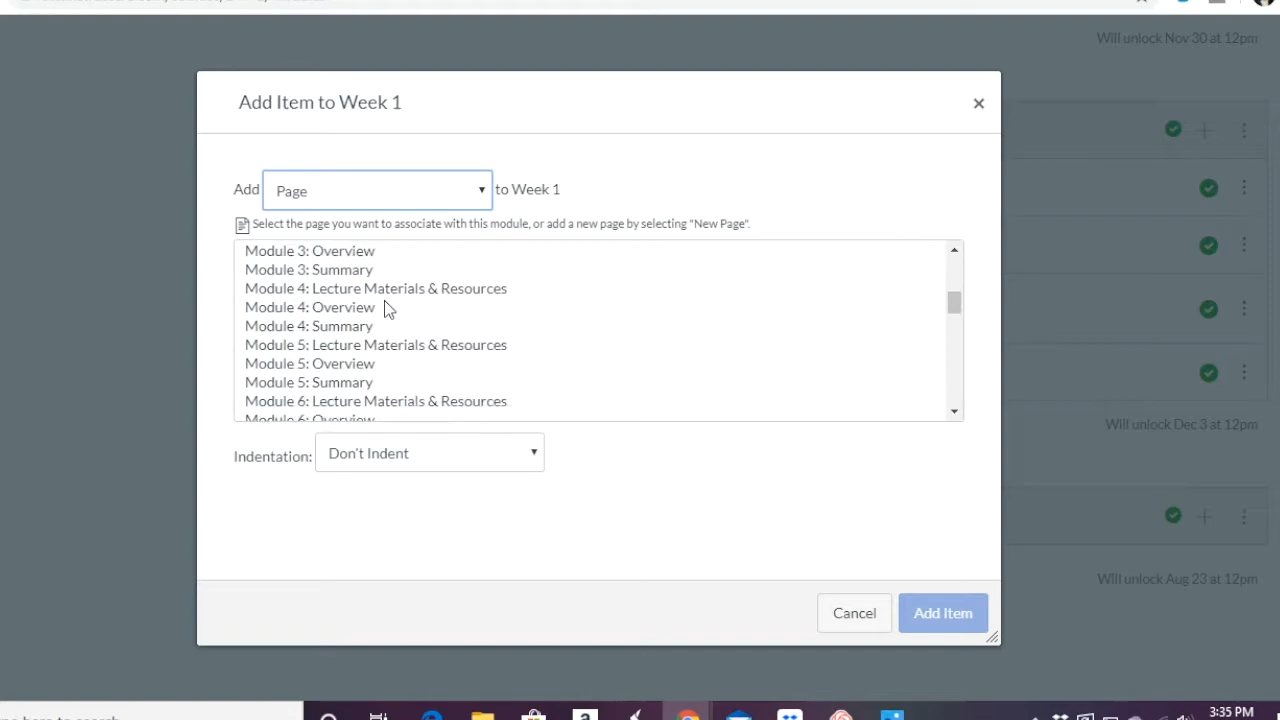 Will unlock Nov 30 at 12pm
Add Item to Week 1
×
Add Page to Week 1
Select the page you want to associate with this module, or add a new page by selecting "New Page".
Module 3: Overview
Module 3: Summary
Module 4: Lecture Materials & Resources
Module 4: Overview
Module 4: Summary
Module 5: Lecture Materials & Resources
Module 5: Overview
Module 5: Summary
Module 6: Lecture Materials & Resources
Module 6: Overview
Will unlock Dec 3 at 12pm
Indentation: Don't Indent
Will unlock Aug 23 at 12pm
Cancel Add Item
3:35 PM